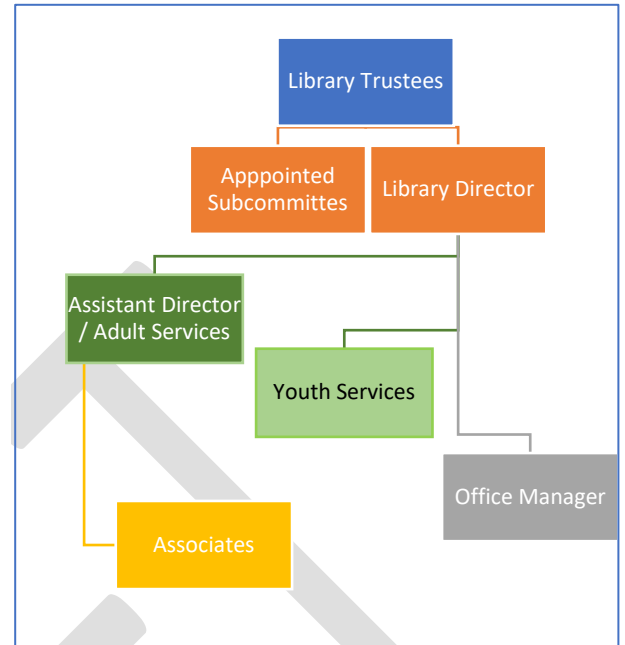 Library Trustees
Apppointed
Subcommittes
Library Director
Assistant Director
/ Adult Services
Youth Services
Office Manager
Associates